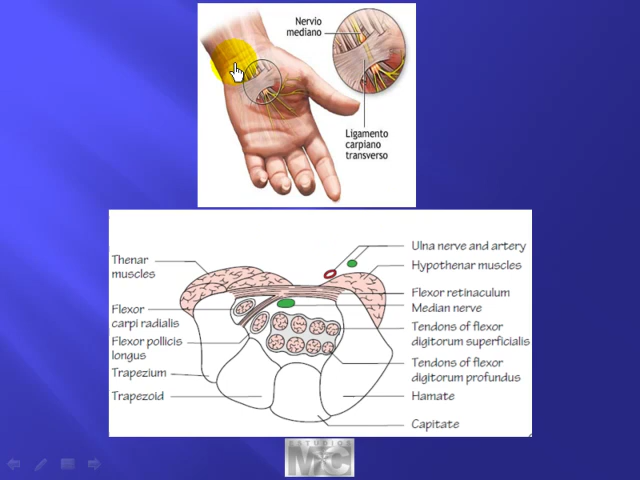 Nervio
mediano
Ligamento
carpiano
transverso
Thenar
muscles
Flexor
carpi radialis
Flexor pollicis
longus
Trapezium
Trapezoid
Ulna nerve and artery
Hypothenar muscles
Flexor retinaculum
Median nerve
Tendons of flexor
digitorum superficialis
Tendons of flexor
digitorum profundus
Hamate
Capitate
ESTUDIOS
MC